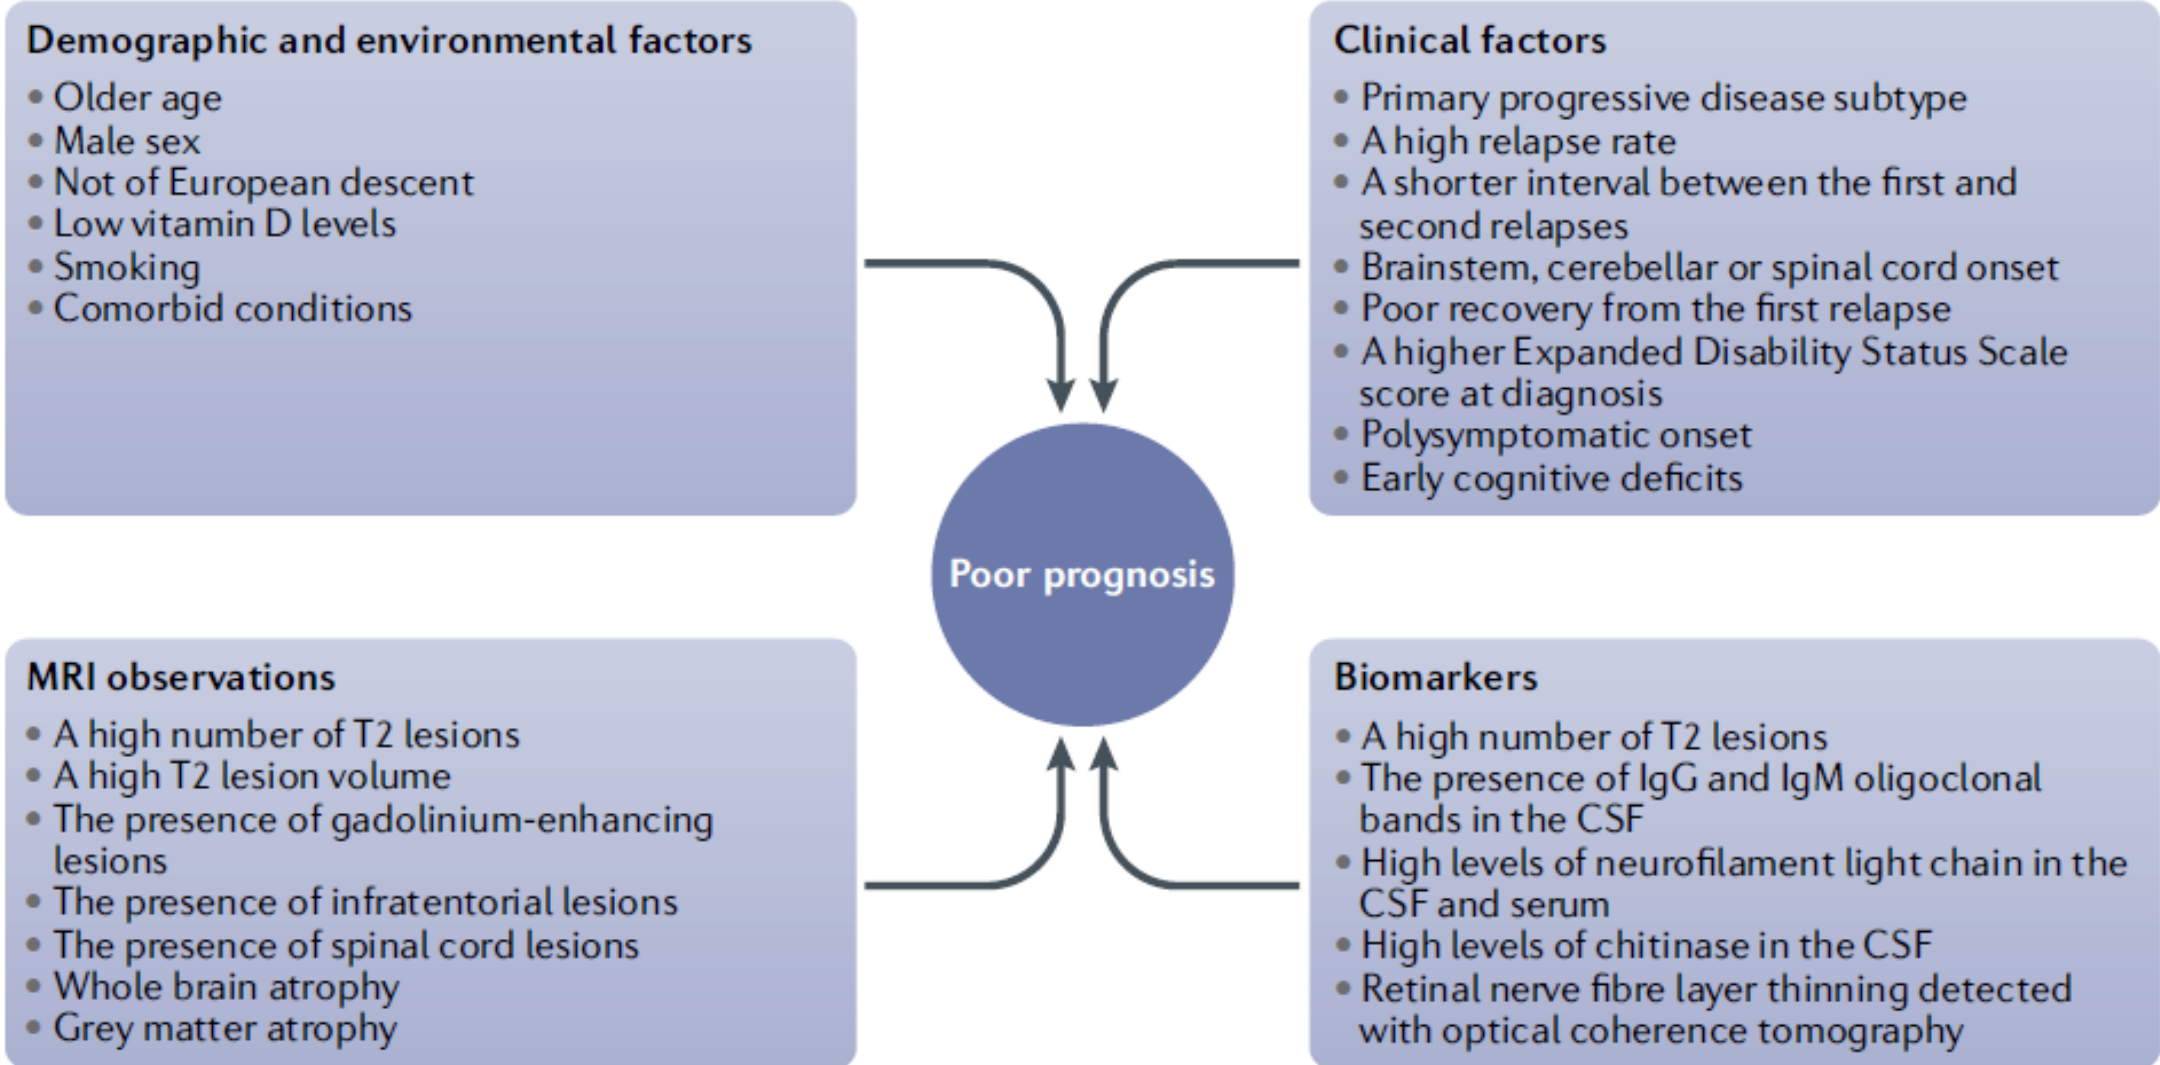 Demographic and environmental factors
• Older age
• Male sex
• Not of European descent
• Low vitamin D levels
• Smoking
• Comorbid conditions
Clinical factors
• Primary progressive disease subtype
• A high relapse rate
• A shorter interval between the first and
second relapses
• Brainstem, cerebellar or spinal cord onset
• Poor recovery from the first relapse
• A higher Expanded Disability Status Scale
score at diagnosis
• Polysymptomatic onset
• Early cognitive deficits
Poor prognosis
MRI observations
• A high number of T2 lesions
• A high T2 lesion volume
• The presence of gadolinium-enhancing
lesions
• The presence of infratentorial lesions
• The presence of spinal cord lesions
• Whole brain atrophy
• Grey matter atrophy
Biomarkers
• A high number of T2 lesions
• The presence of IgG and IgM oligoclonal
bands in the CSF
• High levels of neurofilament light chain in the
CSF and serum
• High levels of chitinase in the CSF
• Retinal nerve fibre layer thinning detected
with optical coherence tomography